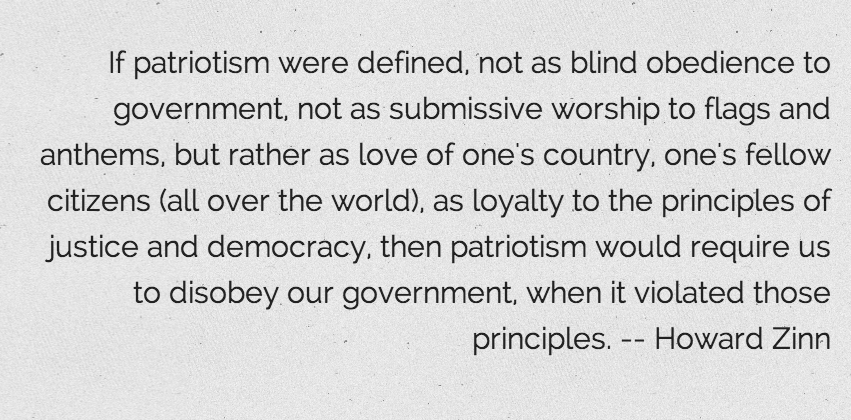 If patriotism were defined, not as blind obedience to
government, not as submissive worship to flags and
anthems, but rather as love of one's country, one's fellow
citizens (all over the world), as loyalty to the principles of
justice and democracy, then patriotism would require us
to disobey our government, when it violated those
principles. -- Howard Zinn